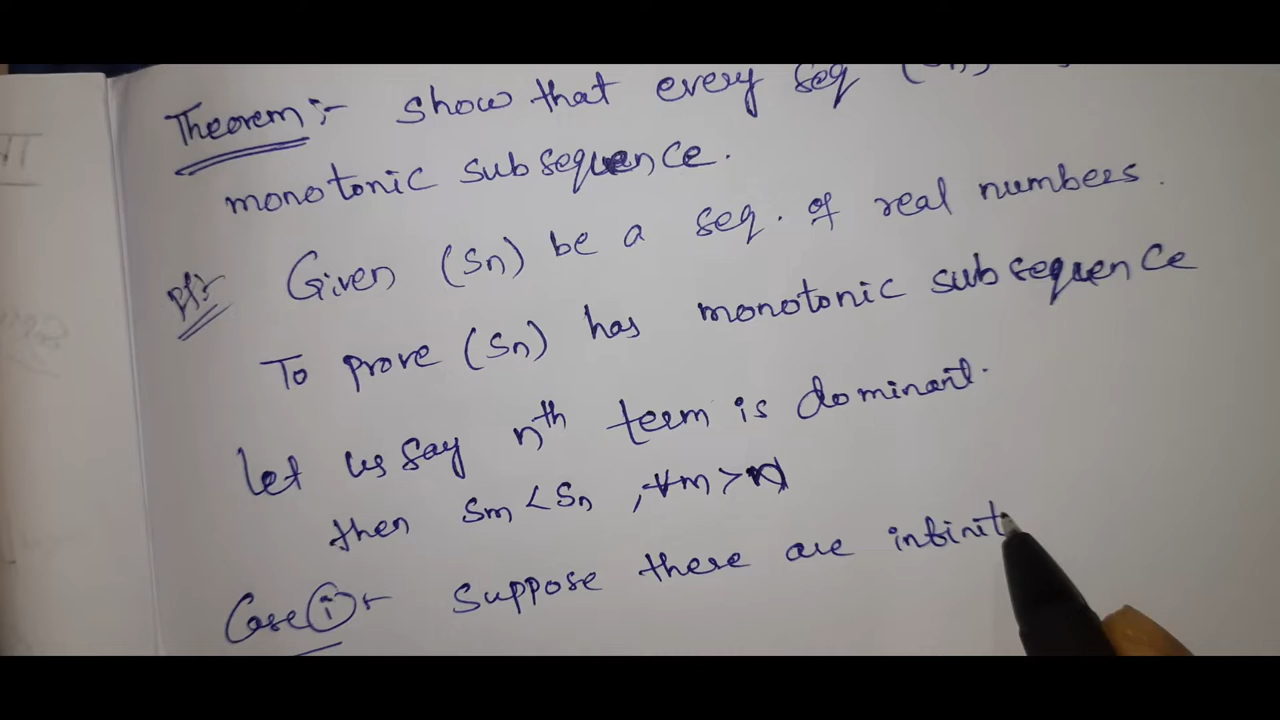 Theorem :- Show that every seq (Sn)
monotonic subsequence.
Pf:- Given (Sn) be a seq. of real numbers.
To prove (Sn) has monotonic subsequence
Let us say nth term is dominant.
then Sm < Sn , ∀m > n
Case (i) :- Suppose there are infinit